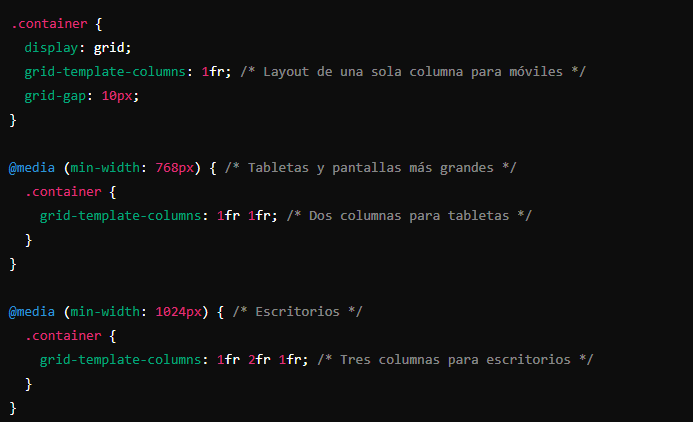 .container {
  display: grid;
  grid-template-columns: 1fr; /* Layout de una sola columna para móviles */
  grid-gap: 10px;
}

@media (min-width: 768px) { /* Tabletas y pantallas más grandes */
  .container {
    grid-template-columns: 1fr 1fr; /* Dos columnas para tabletas */
  }
}

@media (min-width: 1024px) { /* Escritorios */
  .container {
    grid-template-columns: 1fr 2fr 1fr; /* Tres columnas para escritorios */
  }
}